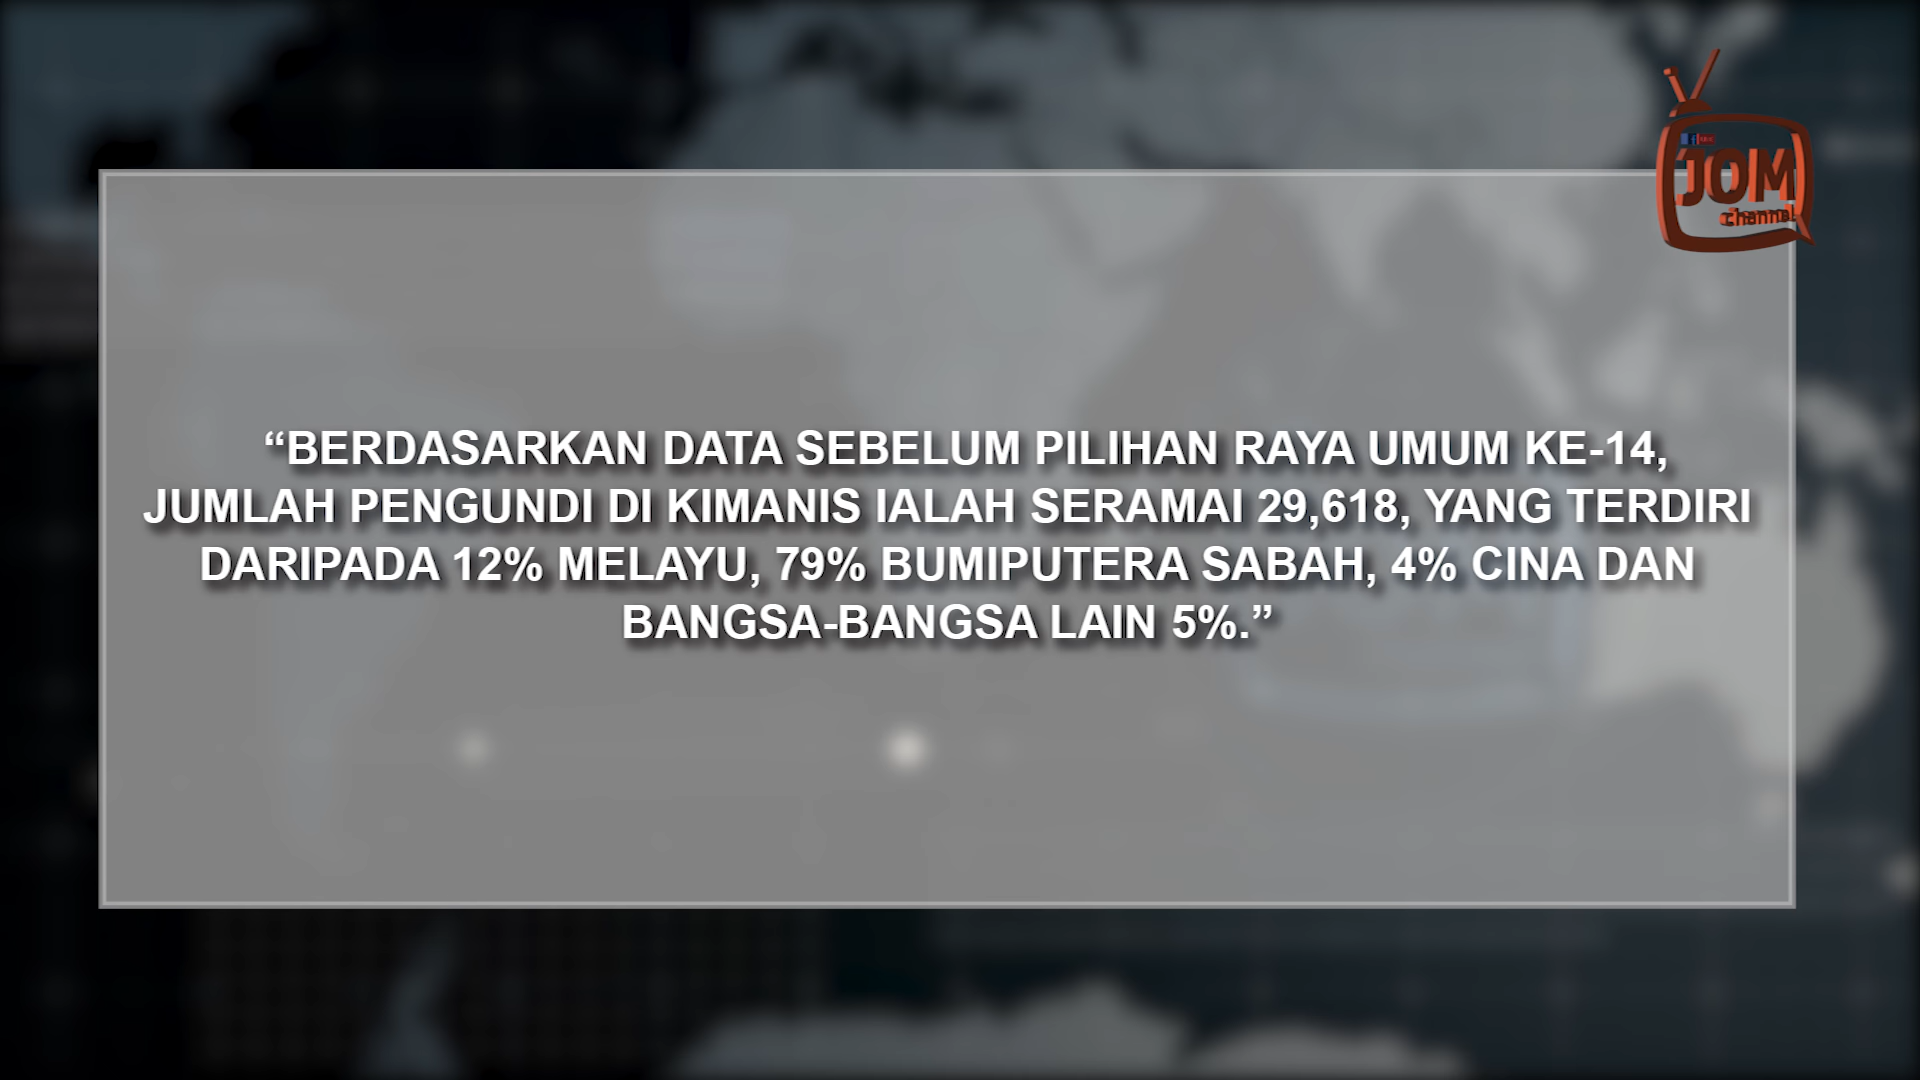 JOM
channel
“BERDASARKAN DATA SEBELUM PILIHAN RAYA UMUM KE-14,
JUMLAH PENGUNDI DI KIMANIS IALAH SERAMAI 29,618, YANG TERDIRI
DARIPADA 12% MELAYU, 79% BUMIPUTERA SABAH, 4% CINA DAN
BANGSA-BANGSA LAIN 5%.”